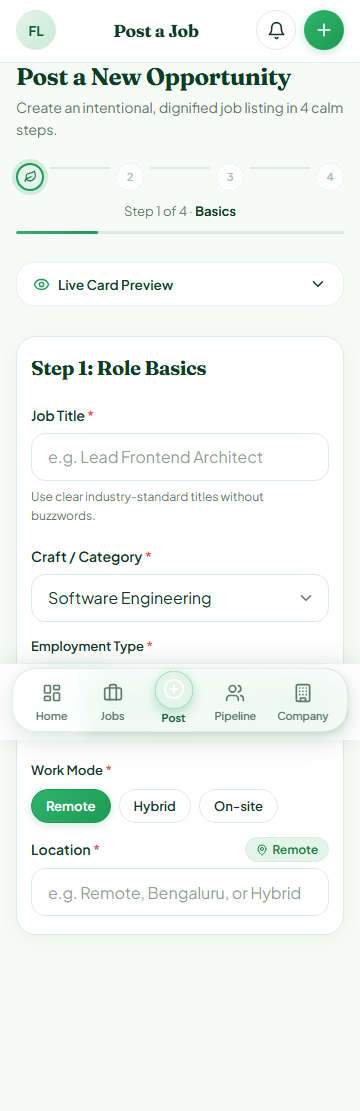 FL
Post a Job
Post a New Opportunity
Create an intentional, dignified job listing in 4 calm
steps.
2
3
4
Step 1 of 4 · Basics
Live Card Preview
Step 1: Role Basics
Job Title *
e.g. Lead Frontend Architect
Use clear industry-standard titles without
buzzwords.
Craft / Category *
Software Engineering
Employment Type *
Home
Jobs
Post
Pipeline
Company
Work Mode *
Remote
Hybrid
On-site
Location *
Remote
e.g. Remote, Bengaluru, or Hybrid